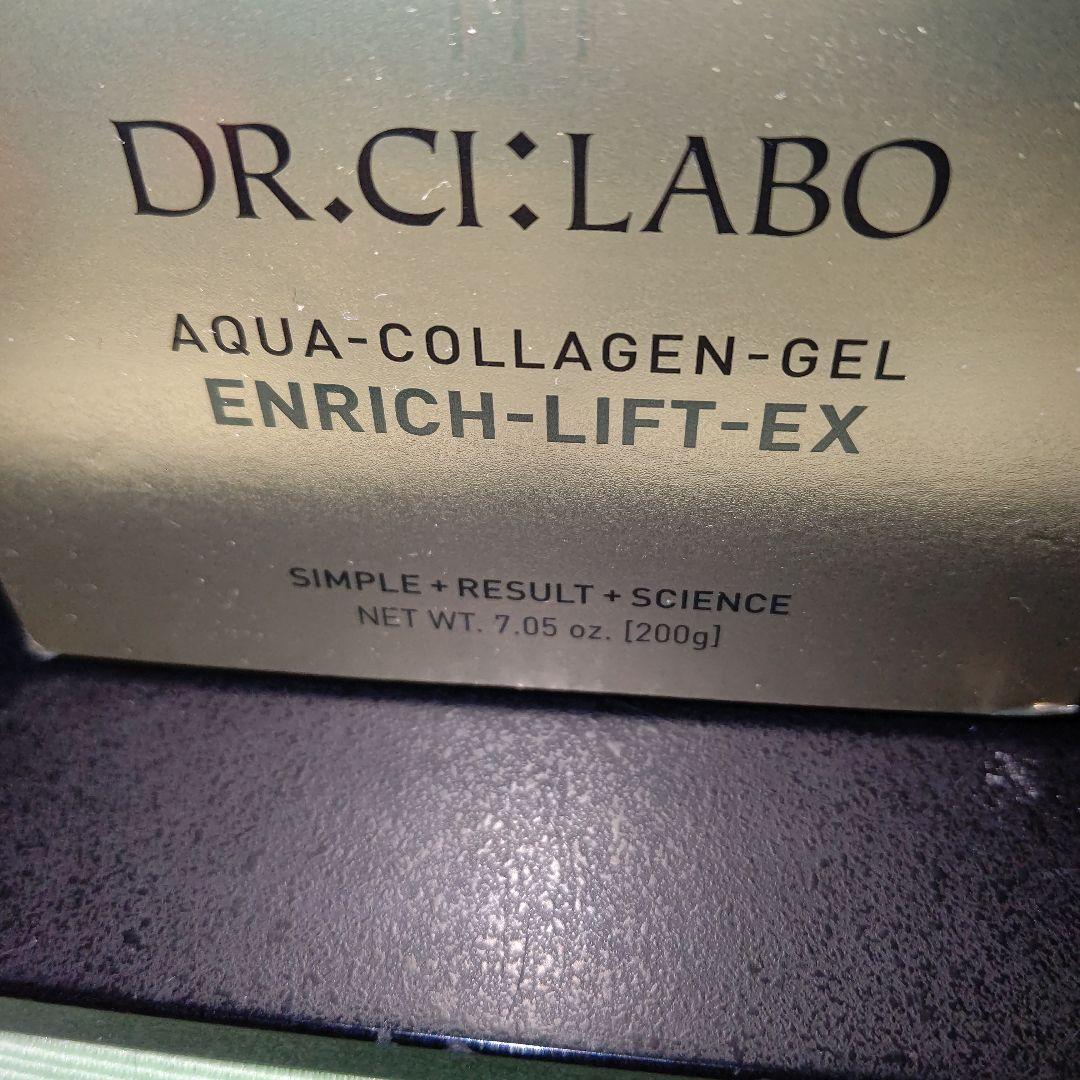 DR.CI:LABO
AQUA-COLLAGEN-GEL
ENRICH-LIFT-EX
SIMPLE + RESULT + SCIENCE
NET WT. 7.05 oz. [200g]